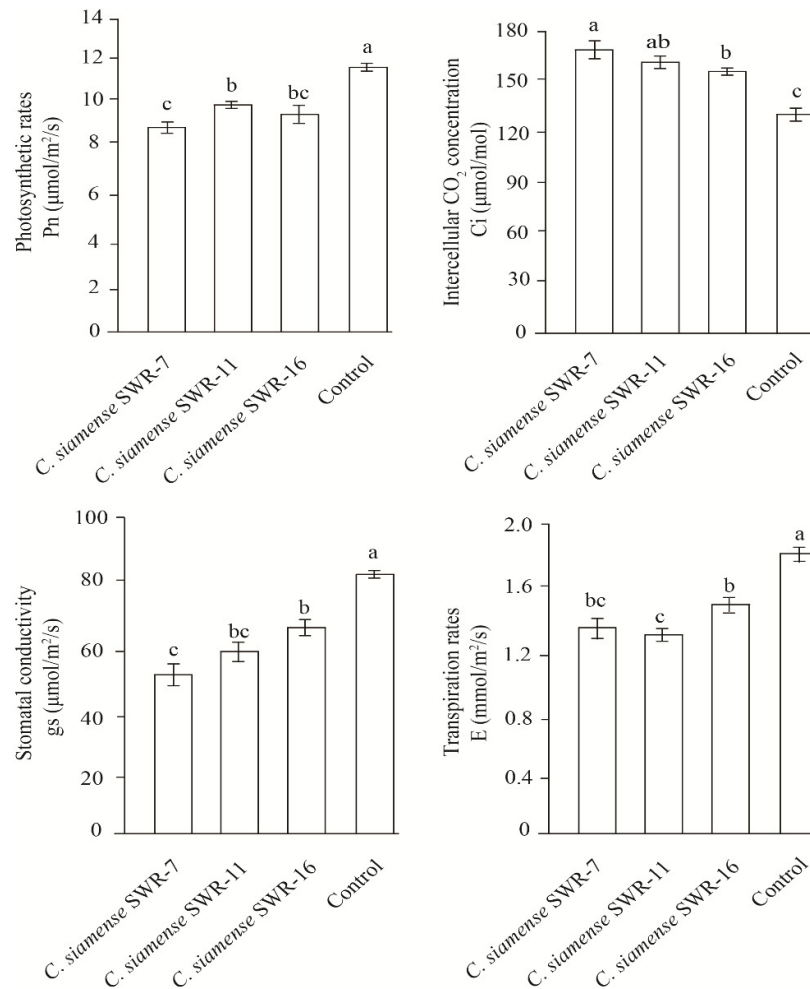 Photosynthetic rates
Pn (μmol/m²/s)
14
12
10
8
6
4
2
0
c
b
bc
a
C. siamense SWR-7
C. siamense SWR-11
C. siamense SWR-16
Control
Intercellular CO₂ concentration
Ci (μmol/mol)
180
150
120
90
60
30
0
a
ab
b
c
C. siamense SWR-7
C. siamense SWR-11
C. siamense SWR-16
Control
Stomatal conductivity
gs (μmol/m²/s)
100
80
60
40
20
0
c
bc
b
a
C. siamense SWR-7
C. siamense SWR-11
C. siamense SWR-16
Control
Transpiration rates
E (mmol/m²/s)
2.0
1.6
1.2
0.8
0.4
0
bc
c
b
a
C. siamense SWR-7
C. siamense SWR-11
C. siamense SWR-16
Control